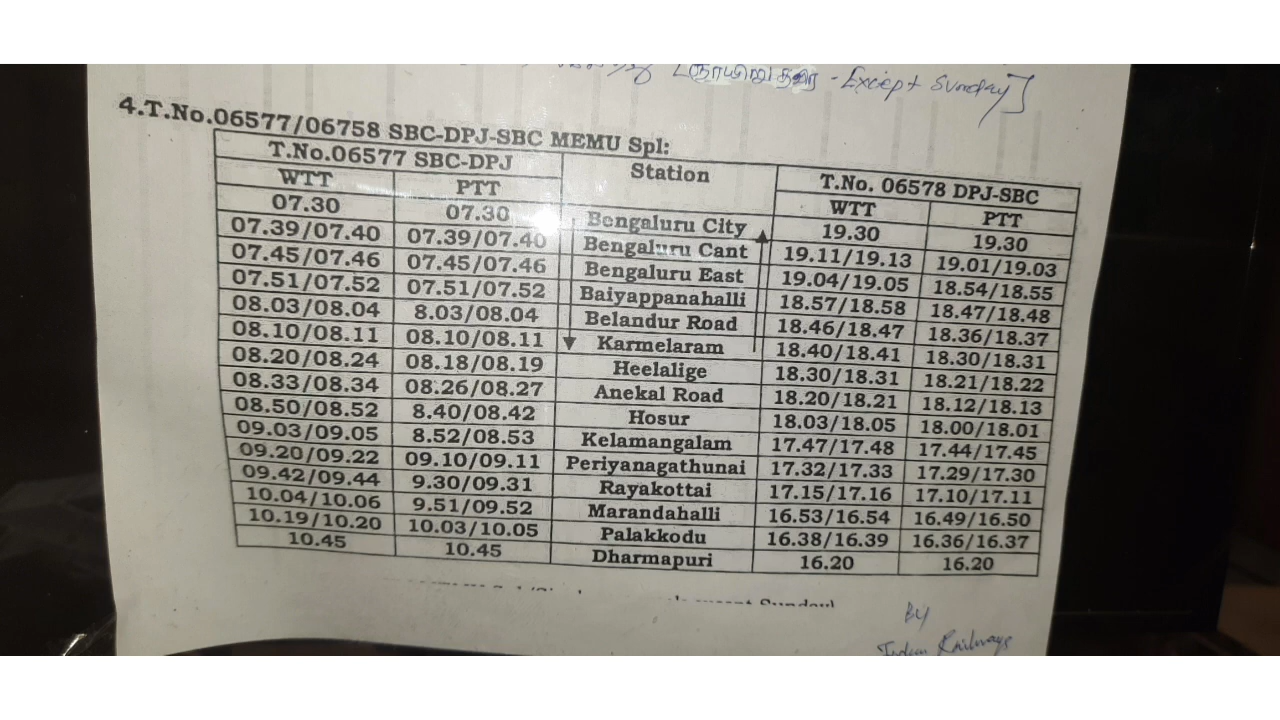 (ஞாயிறு தவிர - Except Sunday]
4.T.No.06577/06758 SBC-DPJ-SBC MEMU Spl:
T.No.06577 SBC-DPJ Station T.No. 06578 DPJ-SBC
WTT PTT WTT PTT
07.30 07.30 Bengaluru City 19.30 19.30
07.39/07.40 07.39/07.40 Bengaluru Cant 19.11/19.13 19.01/19.03
07.45/07.46 07.45/07.46 Bengaluru East 19.04/19.05 18.54/18.55
07.51/07.52 07.51/07.52 Baiyappanahalli 18.57/18.58 18.47/18.48
08.03/08.04 8.03/08.04 Belandur Road 18.46/18.47 18.36/18.37
08.10/08.11 08.10/08.11 Karmelaram 18.40/18.41 18.30/18.31
08.20/08.24 08.18/08.19 Heelalige 18.30/18.31 18.21/18.22
08.33/08.34 08.26/08.27 Anekal Road 18.20/18.21 18.12/18.13
08.50/08.52 8.40/08.42 Hosur 18.03/18.05 18.00/18.01
09.03/09.05 8.52/08.53 Kelamangalam 17.47/17.48 17.44/17.45
09.20/09.22 09.10/09.11 Periyanagathunai 17.32/17.33 17.29/17.30
09.42/09.44 9.30/09.31 Rayakottai 17.15/17.16 17.10/17.11
10.04/10.06 9.51/09.52 Marandahalli 16.53/16.54 16.49/16.50
10.19/10.20 10.03/10.05 Palakkodu 16.38/16.39 16.36/16.37
10.45 10.45 Dharmapuri 16.20 16.20
By
Indian Railways